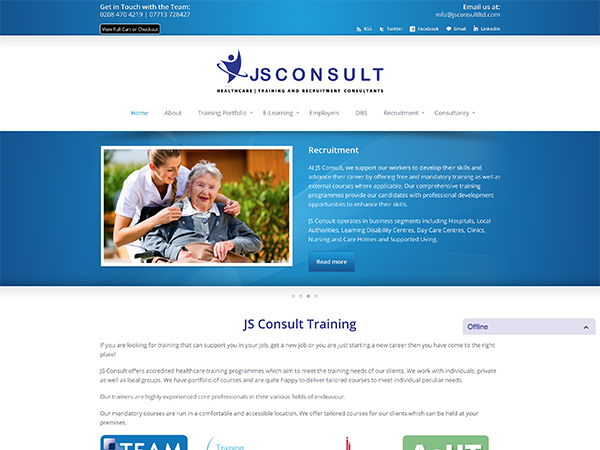 Get in Touch with the Team:
0208 470 4219 | 07713 728427
Email us at:
info@jsconsultltd.com
View Full Cart or Checkout
RSS Twitter Facebook Email LinkedIn
JSCONSULT
HEALTHCARE | TRAINING AND RECRUITMENT CONSULTANTS
Home About Training Portfolio E-Learning Employers DBS Recruitment Consultancy
Recruitment
At JS Consult, we support our workers to develop their skills and
advance their career by offering free and mandatory training as well as
external courses where applicable. Our comprehensive training
programmes provide our candidates with professional development
opportunities to enhance their skills.
JS Consult operates in business segments including Hospitals, Local
Authorities, Learning Disability Centres, Day Care Centres, Clinics,
Nursing and Care Homes and Supported Living.
Read more
JS Consult Training
Offline
If you are looking for training that can support you in your job, get a new job or you are just starting a new career then you have come to the right
place!
JS Consult offers accredited healthcare training programmes which aim to meet the training needs of our clients. We work with individuals, private
as well as local groups. We have portfolio of courses and are quite happy to deliver tailored courses to meet individual peculiar needs.
Our trainers are highly experienced core professionals in their various fields of endeavour.
Our mandatory courses are run in a comfortable and accessible location. We offer tailored courses for our clients which can be held at your
premises.
TEAM
Training